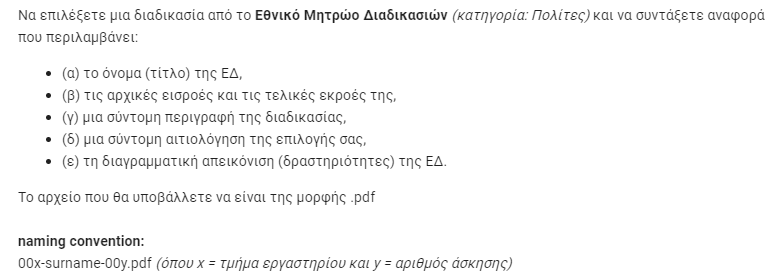 Να επιλέξετε μια διαδικασία από το Εθνικό Μητρώο Διαδικασιών (κατηγορία: Πολίτες) και να συντάξετε αναφορά
που περιλαμβάνει:
• (α) το όνομα (τίτλο) της ΕΔ,
• (β) τις αρχικές εισροές και τις τελικές εκροές της,
• (γ) μια σύντομη περιγραφή της διαδικασίας,
• (δ) μια σύντομη αιτιολόγηση της επιλογής σας,
• (ε) τη διαγραμματική απεικόνιση (δραστηριότητες) της ΕΔ.
Το αρχείο που θα υποβάλλετε να είναι της μορφής .pdf
naming convention:
00x-surname-00y.pdf (όπου x = τμήμα εργαστηρίου και y = αριθμός άσκησης)